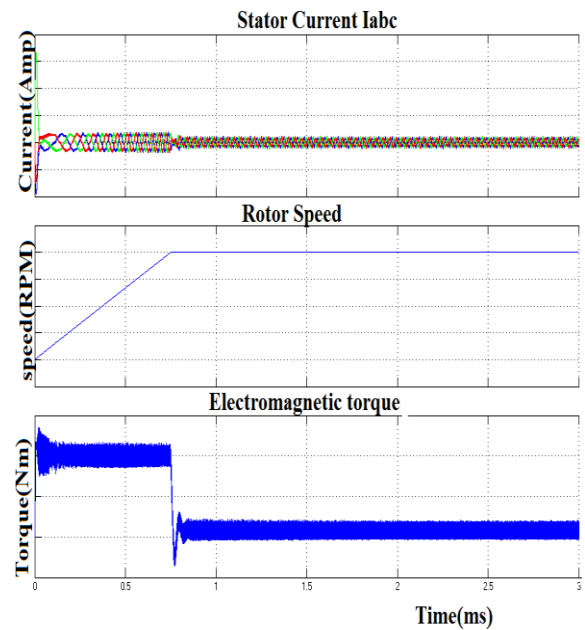 Stator Current Iabc
Current(Amp)
Rotor Speed
speed(RPM)
Electromagnetic torque
Torque(Nm)
0 0.5 1 1.5 2 2.5 3
Time(ms)